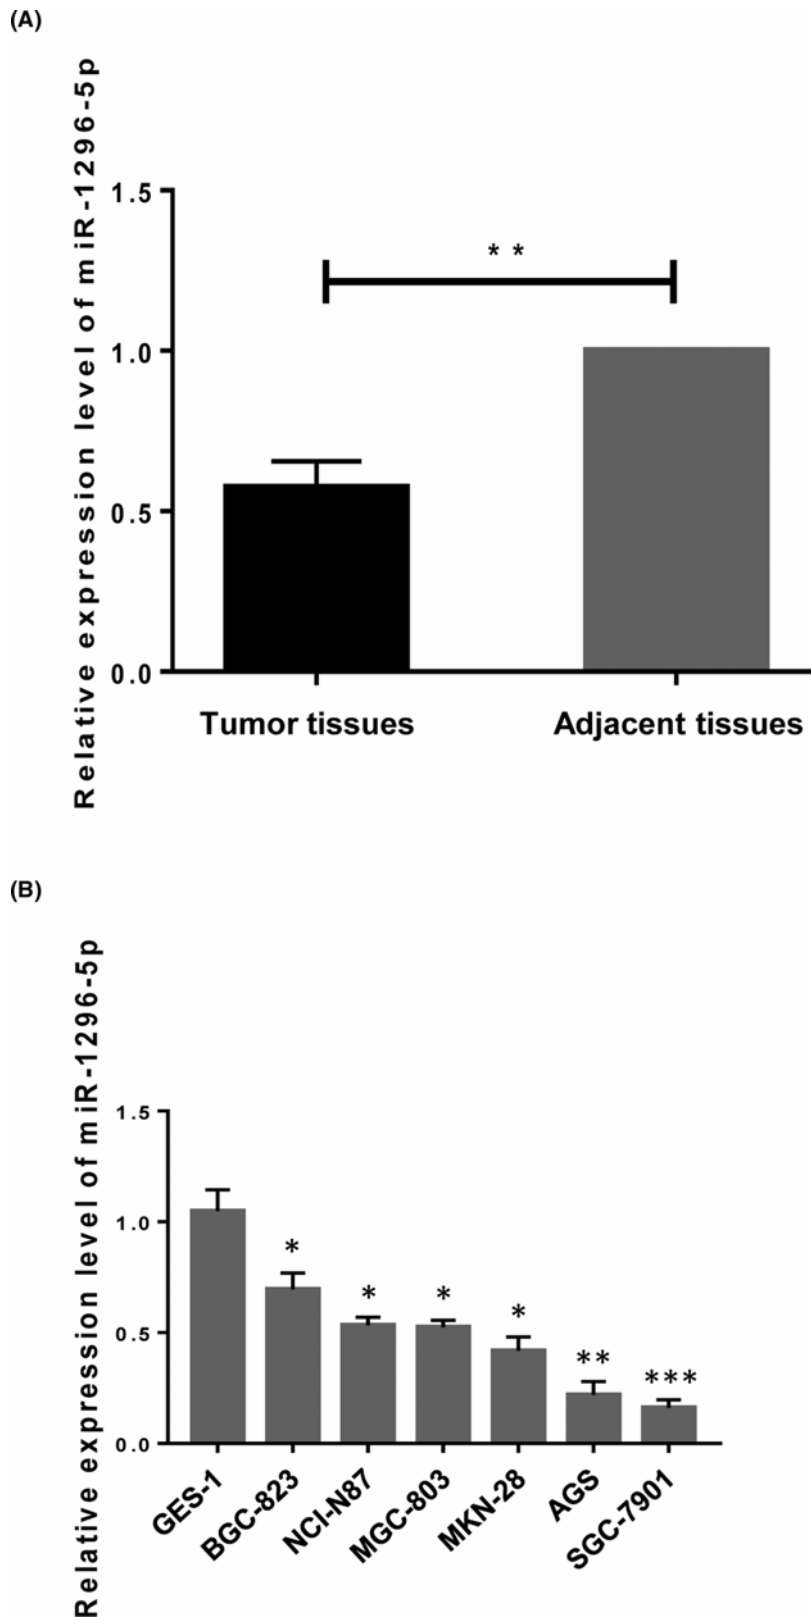 (A)
Relative expression level of miR-1296-5p
1.5
1.0
0.5
0.0
**
Tumor tissues
Adjacent tissues
(B)
Relative expression level of miR-1296-5p
1.5
1.0
0.5
0.0
*
*
*
*
**
***
GES-1
BGC-823
NCI-N87
MGC-803
MKN-28
AGS
SGC-7901